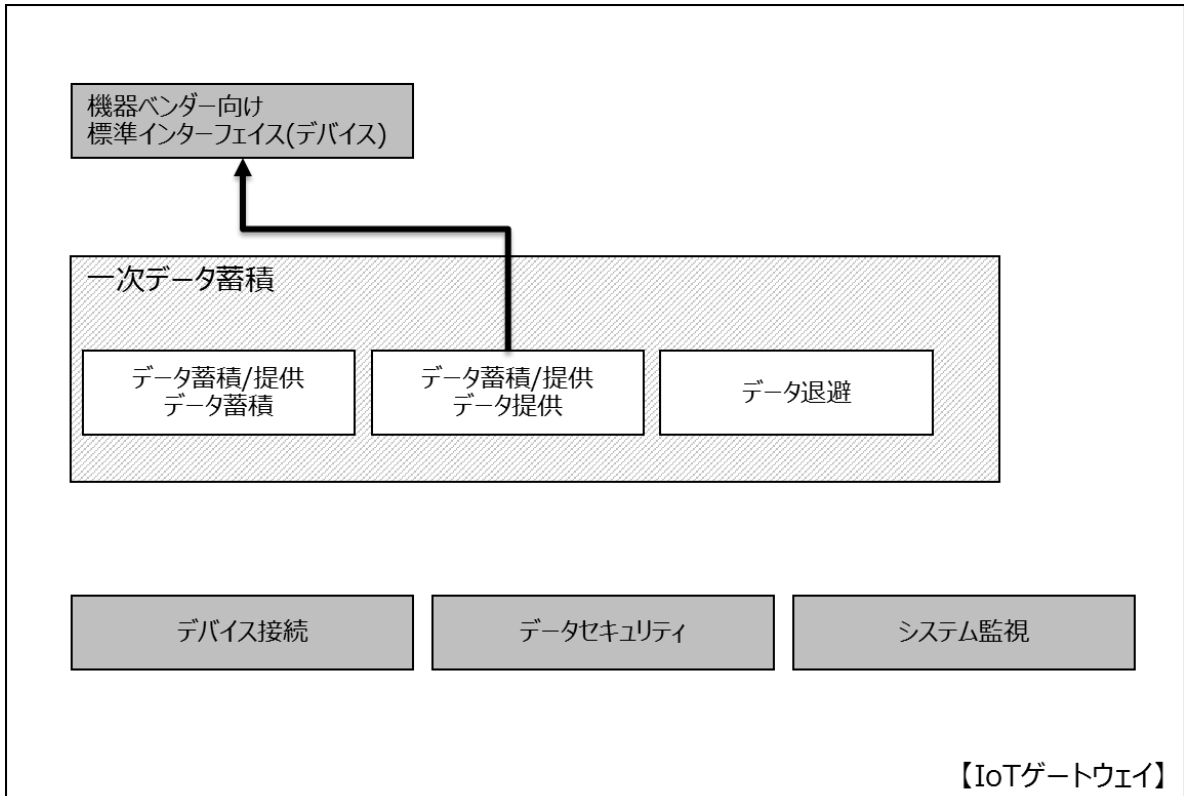 機器ベンダー向け
標準インターフェイス(デバイス)
一次データ蓄積
データ蓄積/提供
データ蓄積
データ蓄積/提供
データ提供
データ退避
デバイス接続
データセキュリティ
システム監視
【IoTゲートウェイ】